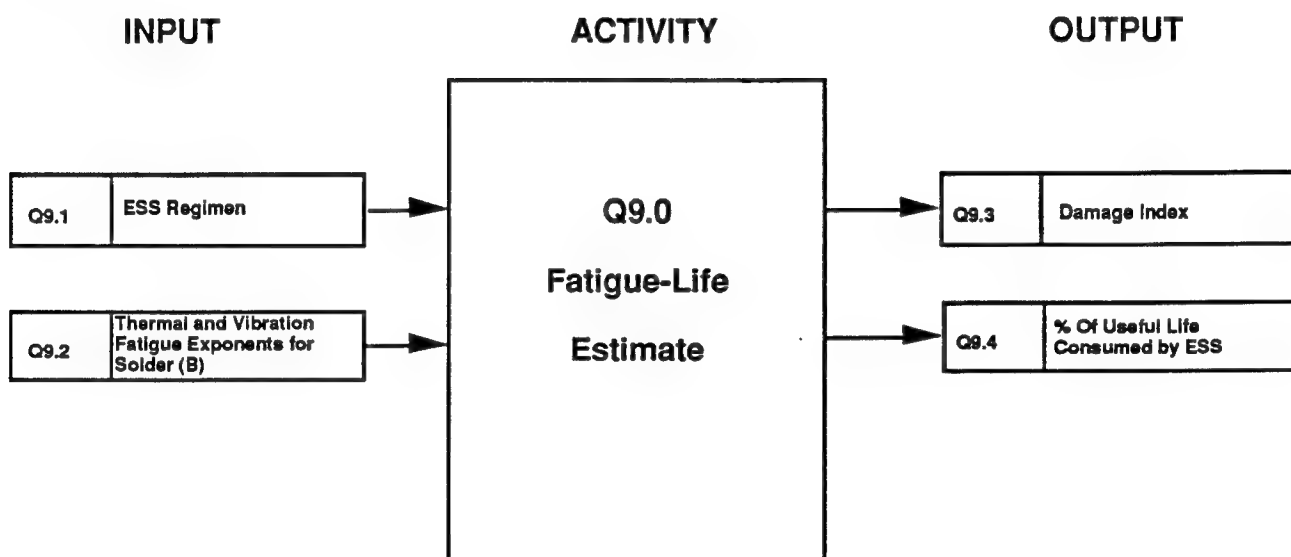 INPUT
ACTIVITY
OUTPUT
Q9.1
ESS Regimen
Q9.2
Thermal and Vibration
Fatigue Exponents for
Solder (B)
Q9.0
Fatigue-Life
Estimate
Q9.3
Damage Index
Q9.4
% Of Useful Life
Consumed by ESS